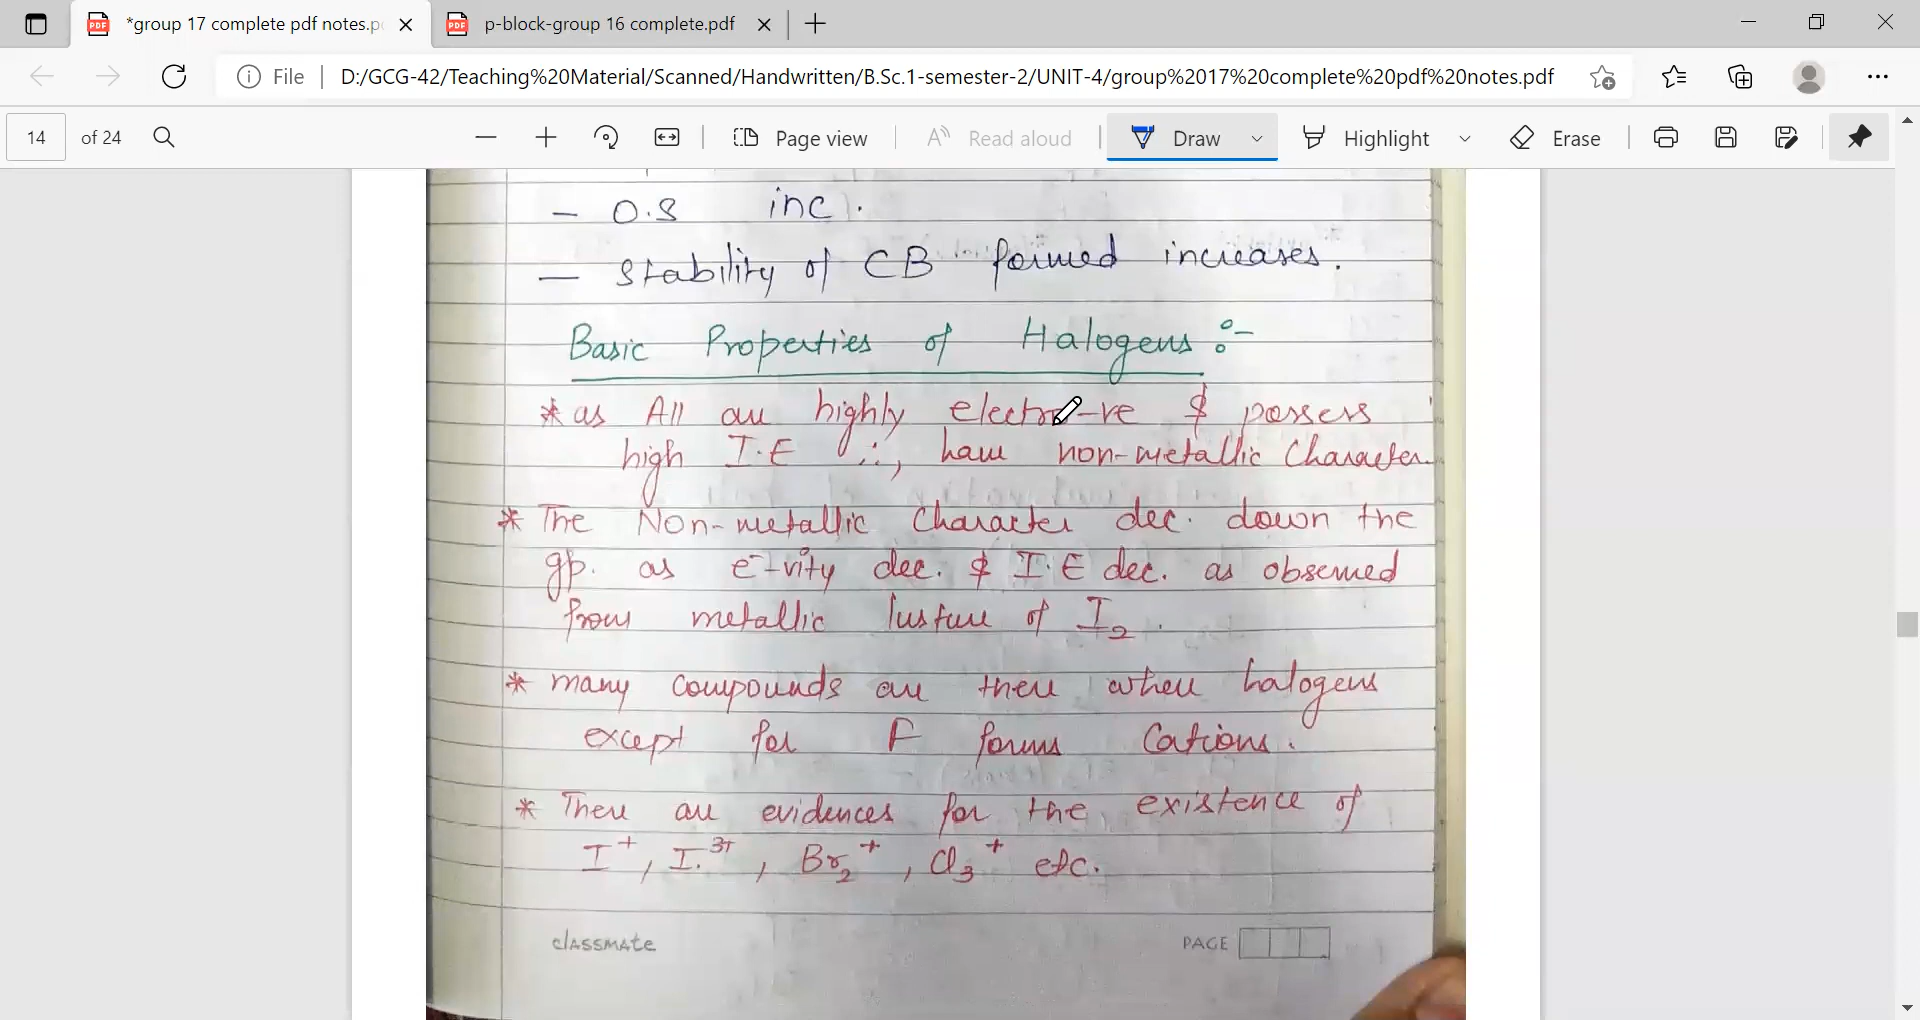 *group 17 complete pdf notes.p
p-block-group 16 complete.pdf
File
D:/GCG-42/Teaching%20Material/Scanned/Handwritten/B.Sc.1-semester-2/UNIT-4/group%2017%20complete%20pdf%20notes.pdf
14 of 24
Page view
Read aloud
Draw
Highlight
Erase
— O.S inc.
— Stability of CB formed increases.
Basic Properties of Halogens :-
* as All are highly electro-ve & possess
high I.E ∴, have non-metallic Character
* The Non-metallic Character dec. down the
gp. as e⁻-vity dec. & I.E dec. as observed
from metallic lusture of I₂.
* many compounds are there where halogens
except for F forms Cations.
* There are evidences for the existence of
I⁺, I³⁺, Br₂⁺, Cl₃⁺ etc.
classmate
PAGE